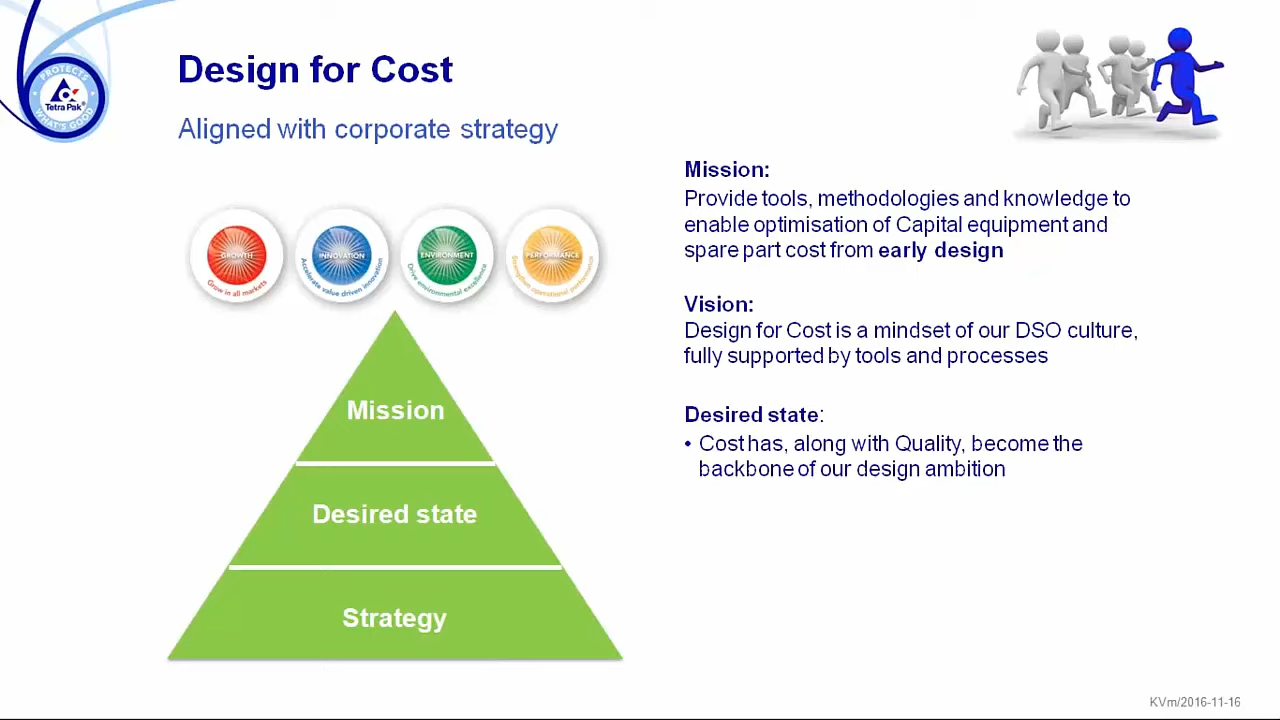 PROTECTS
Tetra Pak®
WHAT'S GOOD
Design for Cost
Aligned with corporate strategy
GROWTH
Grow in all markets
INNOVATION
Accelerate value driven innovation
ENVIRONMENT
Drive environmental excellence
PERFORMANCE
Strengthen operational performance
Mission
Desired state
Strategy
Mission:
Provide tools, methodologies and knowledge to
enable optimisation of Capital equipment and
spare part cost from early design
Vision:
Design for Cost is a mindset of our DSO culture,
fully supported by tools and processes
Desired state:
• Cost has, along with Quality, become the
backbone of our design ambition
KVm/2016-11-16